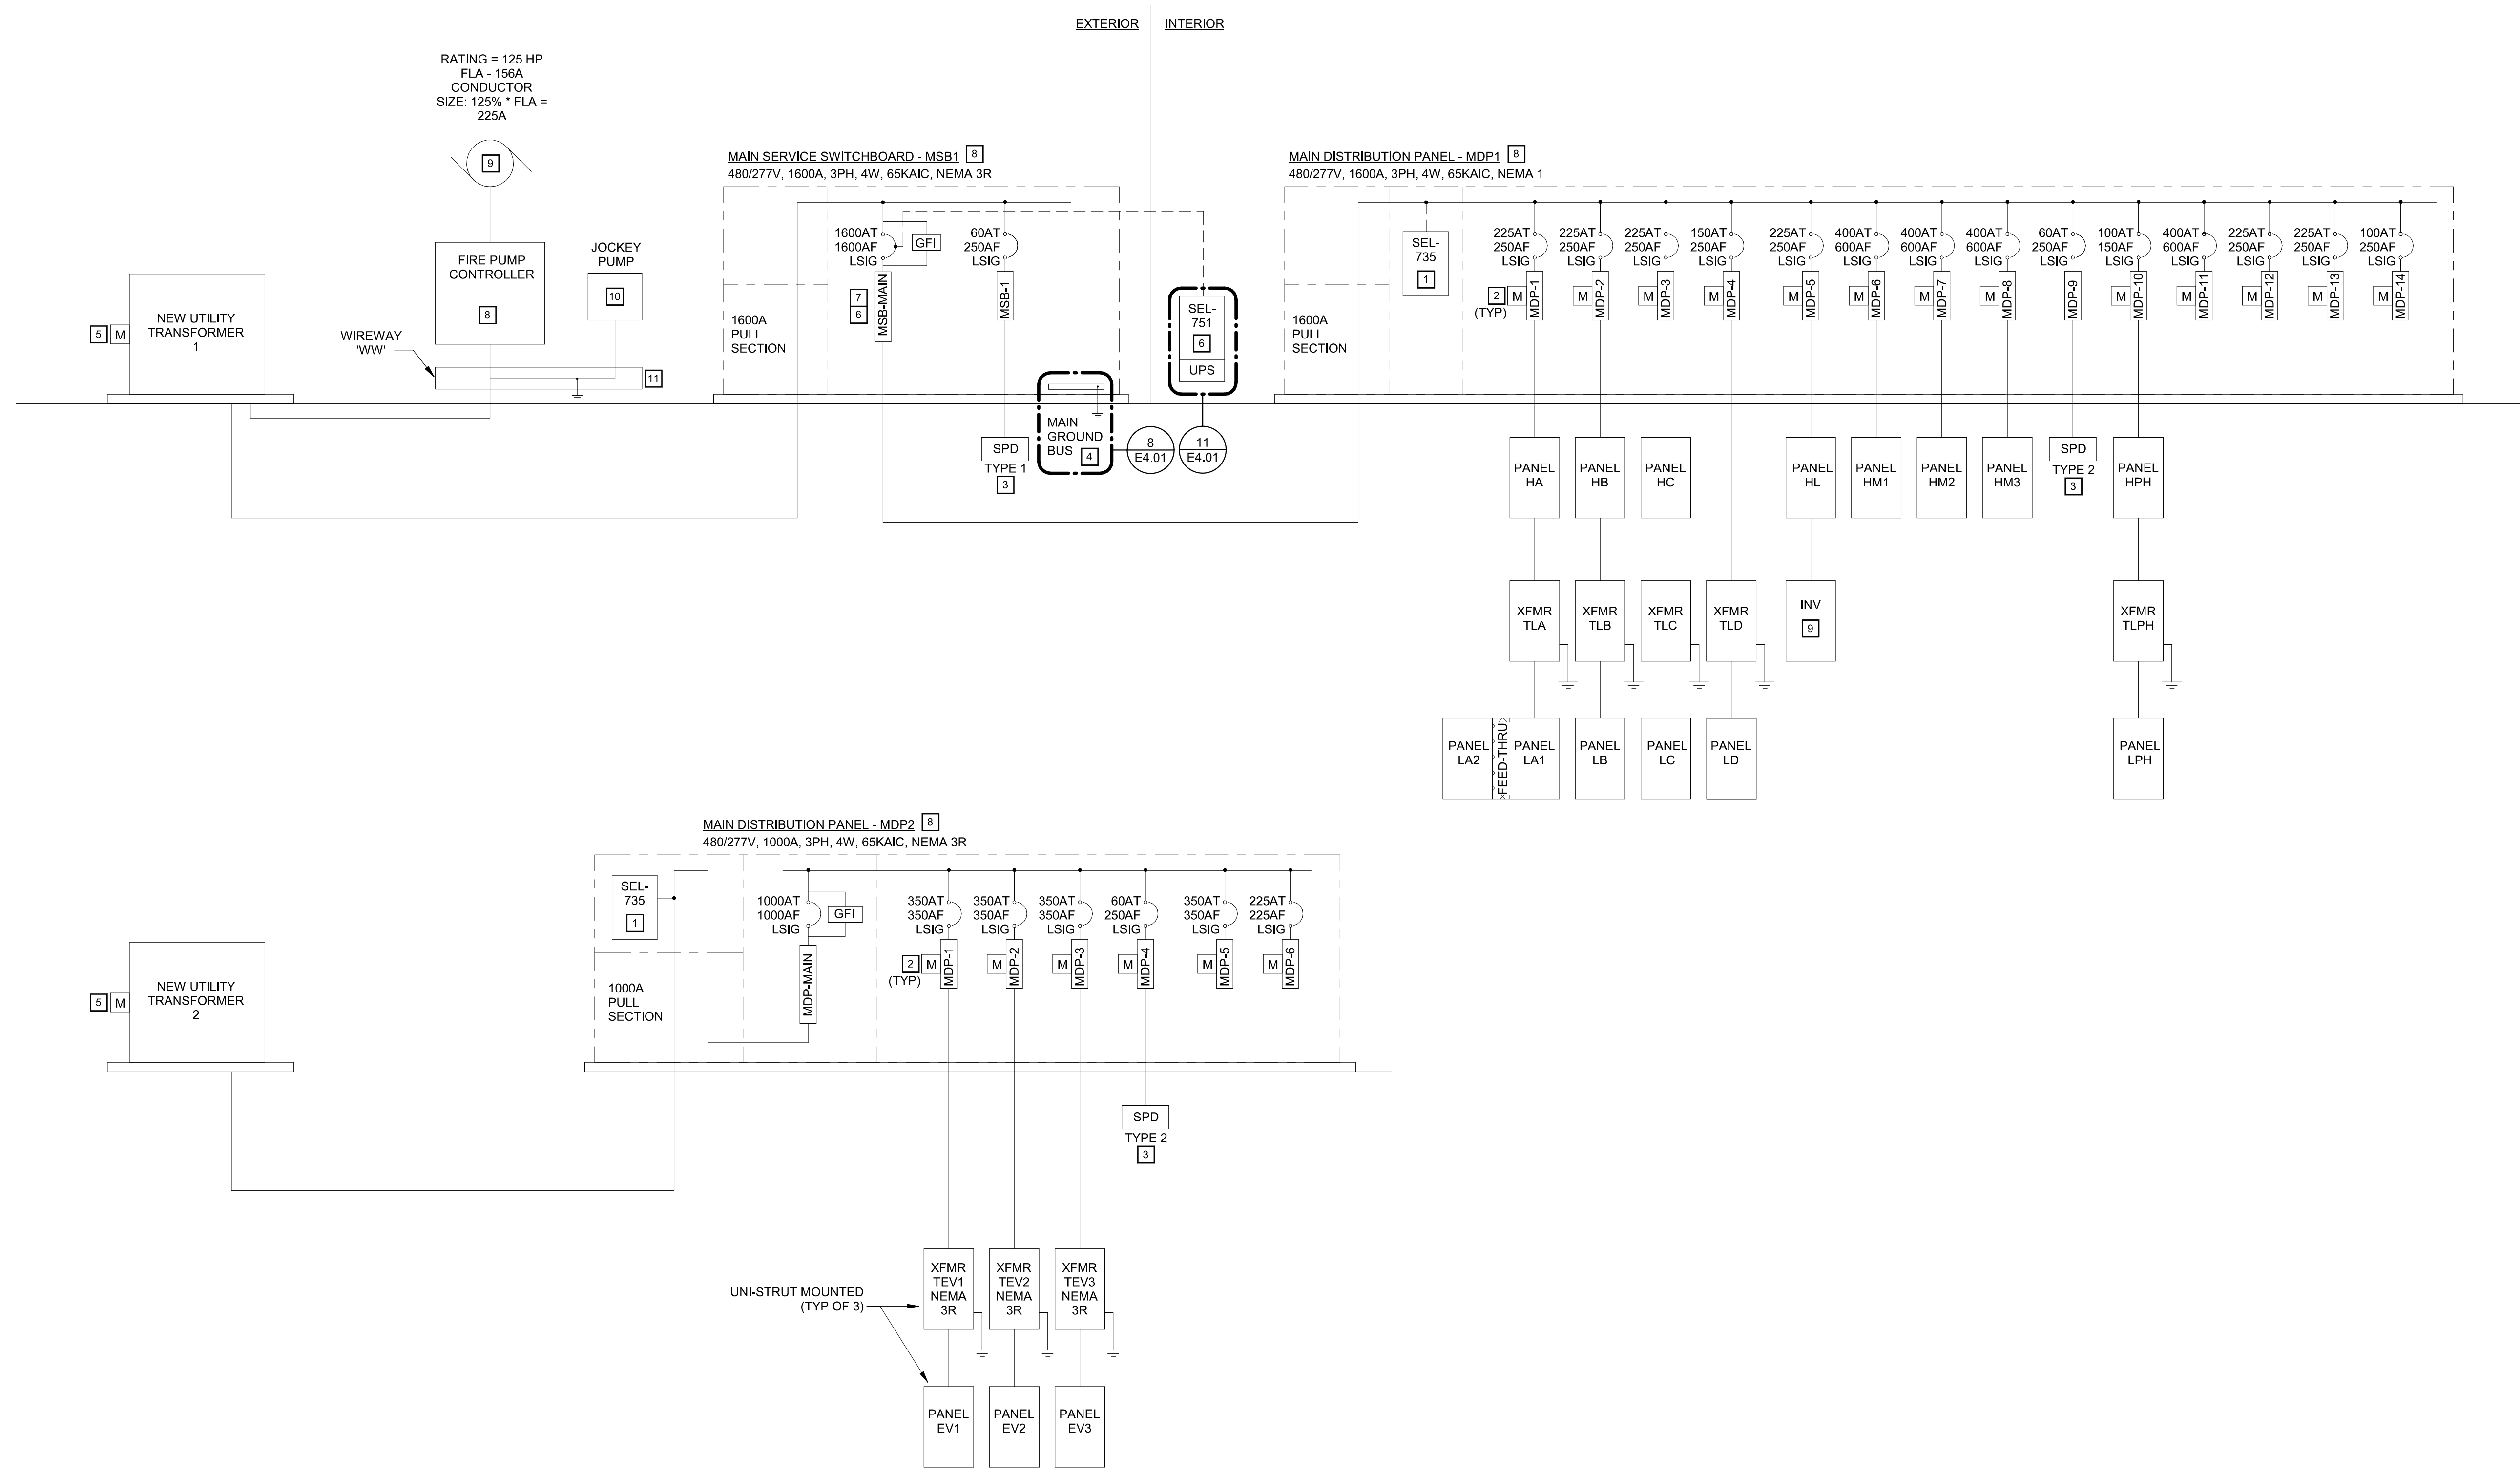 EXTERIOR
INTERIOR
RATING = 125 HP
FLA - 156A
CONDUCTOR
SIZE: 125% * FLA =
225A
9
FIRE PUMP
CONTROLLER
8
JOCKEY
PUMP
10
NEW UTILITY
TRANSFORMER
1
5
M
WIREWAY
'WW'
11
MAIN SERVICE SWITCHBOARD - MSB1
8
480/277V, 1600A, 3PH, 4W, 65KAIC, NEMA 3R
1600A
PULL
SECTION
1600AT
1600AF
LSIG
GFI
7
6
MSB-MAIN
60AT
250AF
LSIG
MSB-1
SPD
TYPE 1
3
MAIN
GROUND
BUS
4
8
E4.01
SEL-
751
6
UPS
11
E4.01
MAIN DISTRIBUTION PANEL - MDP1
8
480/277V, 1600A, 3PH, 4W, 65KAIC, NEMA 1
1600A
PULL
SECTION
SEL-
735
1
225AT
250AF
LSIG
2
(TYP)
M
MDP-1
225AT
250AF
LSIG
M
MDP-2
225AT
250AF
LSIG
M
MDP-3
150AT
250AF
LSIG
M
MDP-4
225AT
250AF
LSIG
M
MDP-5
400AT
600AF
LSIG
M
MDP-6
400AT
600AF
LSIG
M
MDP-7
400AT
600AF
LSIG
M
MDP-8
60AT
250AF
LSIG
MDP-9
100AT
150AF
LSIG
M
MDP-10
400AT
600AF
LSIG
M
MDP-11
225AT
250AF
LSIG
M
MDP-12
225AT
250AF
LSIG
M
MDP-13
100AT
250AF
LSIG
M
MDP-14
PANEL
HA
PANEL
HB
PANEL
HC
PANEL
HL
PANEL
HM1
PANEL
HM2
PANEL
HM3
SPD
TYPE 2
3
PANEL
HPH
XFMR
TLA
XFMR
TLB
XFMR
TLC
XFMR
TLD
INV
9
XFMR
TLPH
PANEL
LA2
FEED-THRU
PANEL
LA1
PANEL
LB
PANEL
LC
PANEL
LD
PANEL
LPH
MAIN DISTRIBUTION PANEL - MDP2
8
480/277V, 1000A, 3PH, 4W, 65KAIC, NEMA 3R
NEW UTILITY
TRANSFORMER
2
5
M
SEL-
735
1
1000A
PULL
SECTION
1000AT
1000AF
LSIG
GFI
MDP-MAIN
350AT
350AF
LSIG
2
(TYP)
M
MDP-1
350AT
350AF
LSIG
M
MDP-2
350AT
350AF
LSIG
M
MDP-3
60AT
250AF
LSIG
M
MDP-4
350AT
350AF
LSIG
M
MDP-5
225AT
225AF
LSIG
M
MDP-6
SPD
TYPE 2
3
UNI-STRUT MOUNTED
(TYP OF 3)
XFMR
TEV1
NEMA
3R
XFMR
TEV2
NEMA
3R
XFMR
TEV3
NEMA
3R
PANEL
EV1
PANEL
EV2
PANEL
EV3